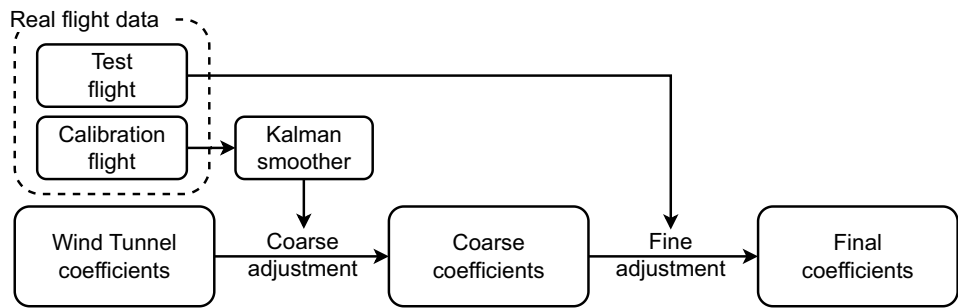 Real flight data
Test
flight
Calibration
flight
Kalman
smoother
Wind Tunnel
coefficients
Coarse
adjustment
Coarse
coefficients
Fine
adjustment
Final
coefficients